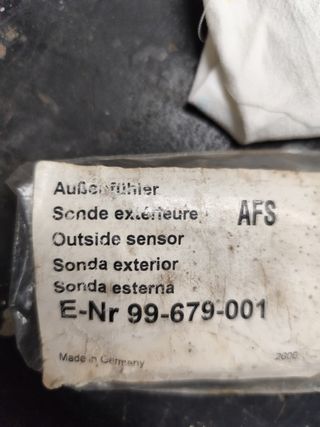 Außenfühler
Sonde extérieure AFS
Outside sensor
Sonda exterior
Sonda esterna
E-Nr 99-679-001
Made in Germany